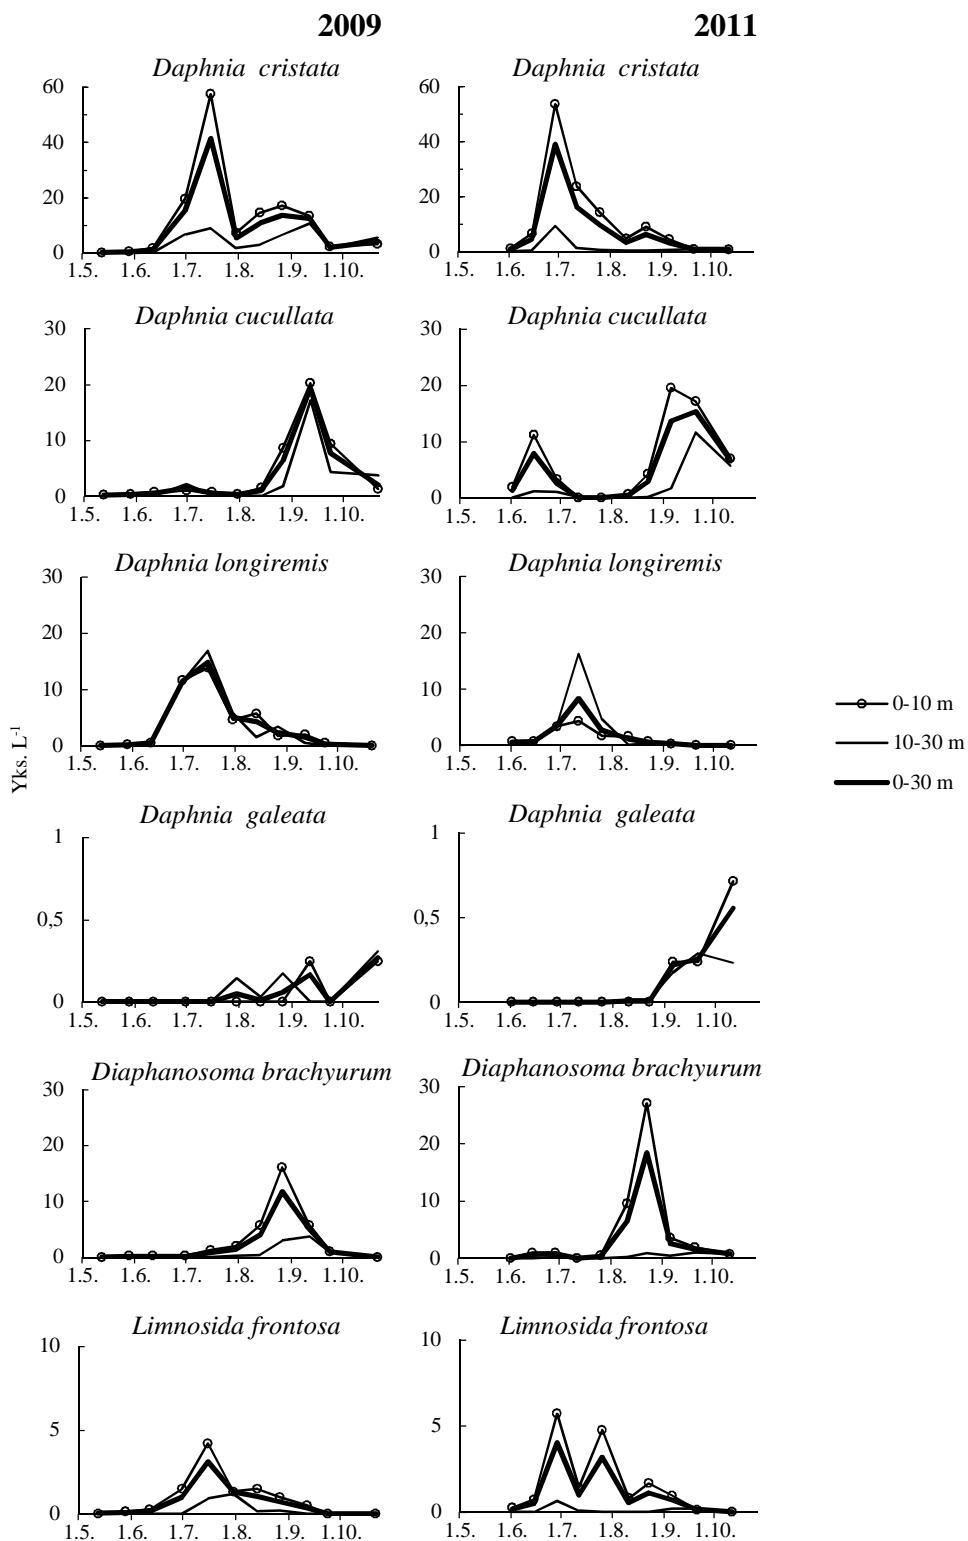 2009 2011
Daphnia cristata Daphnia cristata
60 60
40 40
20 20
0 0
1.5. 1.6. 1.7. 1.8. 1.9. 1.10. 1.5. 1.6. 1.7. 1.8. 1.9. 1.10.
Daphnia cucullata Daphnia cucullata
30 30
20 20
10 10
0 0
1.5. 1.6. 1.7. 1.8. 1.9. 1.10. 1.5. 1.6. 1.7. 1.8. 1.9. 1.10.
Daphnia longiremis Daphnia longiremis
30 30
20 20
10 10
0 0
1.5. 1.6. 1.7. 1.8. 1.9. 1.10. 1.5. 1.6. 1.7. 1.8. 1.9. 1.10.
0-10 m
10-30 m
0-30 m
Yks. L-1
Daphnia galeata Daphnia galeata
1 1
0,5 0,5
0 0
1.5. 1.6. 1.7. 1.8. 1.9. 1.10. 1.5. 1.6. 1.7. 1.8. 1.9. 1.10.
Diaphanosoma brachyurum Diaphanosoma brachyurum
30 30
20 20
10 10
0 0
1.5. 1.6. 1.7. 1.8. 1.9. 1.10. 1.5. 1.6. 1.7. 1.8. 1.9. 1.10.
Limnosida frontosa Limnosida frontosa
10 10
5 5
0 0
1.5. 1.6. 1.7. 1.8. 1.9. 1.10. 1.5. 1.6. 1.7. 1.8. 1.9. 1.10.